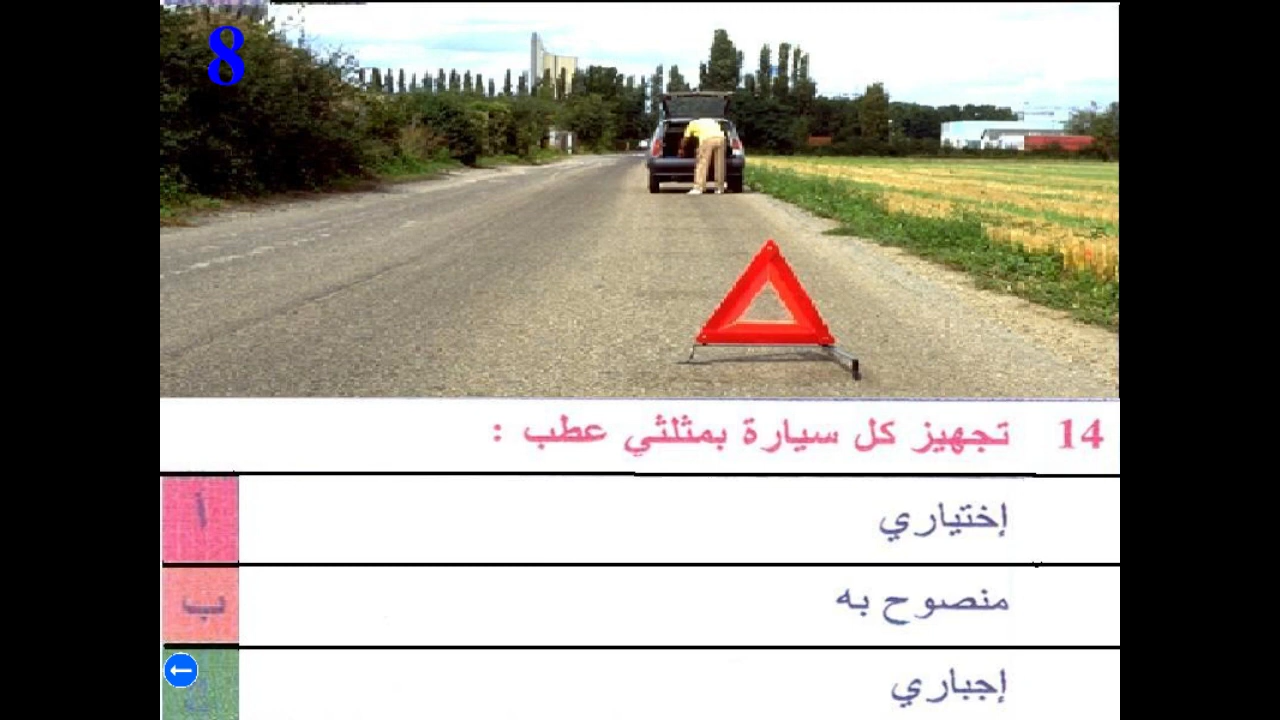 8
14 تجهيز كل سيارة بمثلثي عطب :
أ إختياري
ب منصوح به
ج إجباري